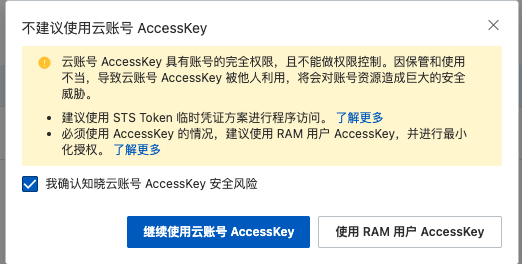 不建议使用云账号 AccessKey
云账号 AccessKey 具有账号的完全权限，且不能做权限控制。因保管和使用
不当，导致云账号 AccessKey 被他人利用，将会对账号资源造成巨大的安全
威胁。
• 建议使用 STS Token 临时凭证方案进行程序访问。 了解更多
• 必须使用 AccessKey 的情况，建议使用 RAM 用户 AccessKey，并进行最小
化授权。 了解更多
我确认知晓云账号 AccessKey 安全风险
继续使用云账号 AccessKey
使用 RAM 用户 AccessKey